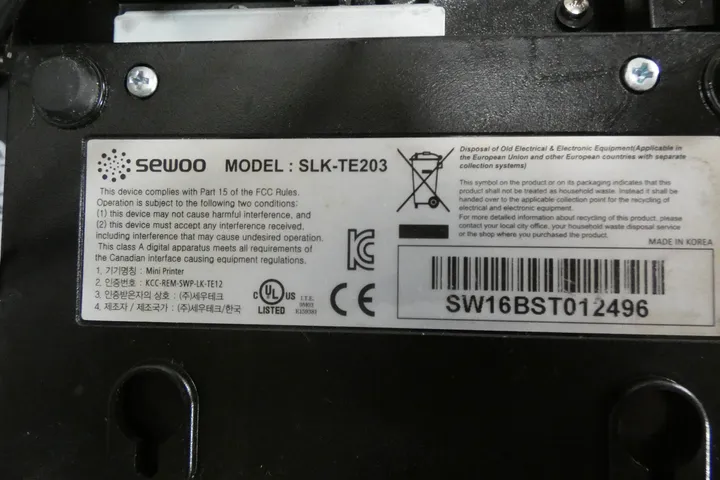 sewoo MODEL : SLK-TE203
This device complies with Part 15 of the FCC Rules.
Operation is subject to the following two conditions:
(1) this device may not cause harmful interference, and
(2) this device must accept any interference received,
including interference that may cause undesired operation.
This class A digital apparatus meets all requirements of
the Canadian interface causing equipment regulations.
1. 기기명칭 : Mini Printer
2. 인증번호 : KCC-REM-SWP-LK-TE12
3. 인증받은자의 상호 : (주)세우테크
4. 제조자 / 제조국가 : (주)세우테크/한국
C UL US
LISTED
I.T.E.
E159381
CE
Disposal of Old Electrical & Electronic Equipment(Applicable in
the European Union and other European countries with separate
collection systems)
This symbol on the product or on its packaging indicates that this
product shall not be treated as household waste. Instead it shall be
handed over to the applicable collection point for the recycling of
electrical and electronic equipment.
For more detailed information about recycling of this product, please
contact your local city office, your household waste disposal service
or the shop where you purchased the product.
MADE IN KOREA
SW16BST012496